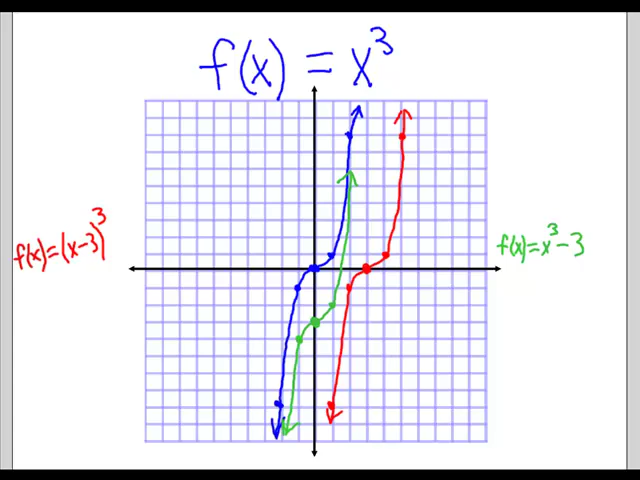 f(x) = x³
f(x) = (x-3)³
f(x) = x³ - 3